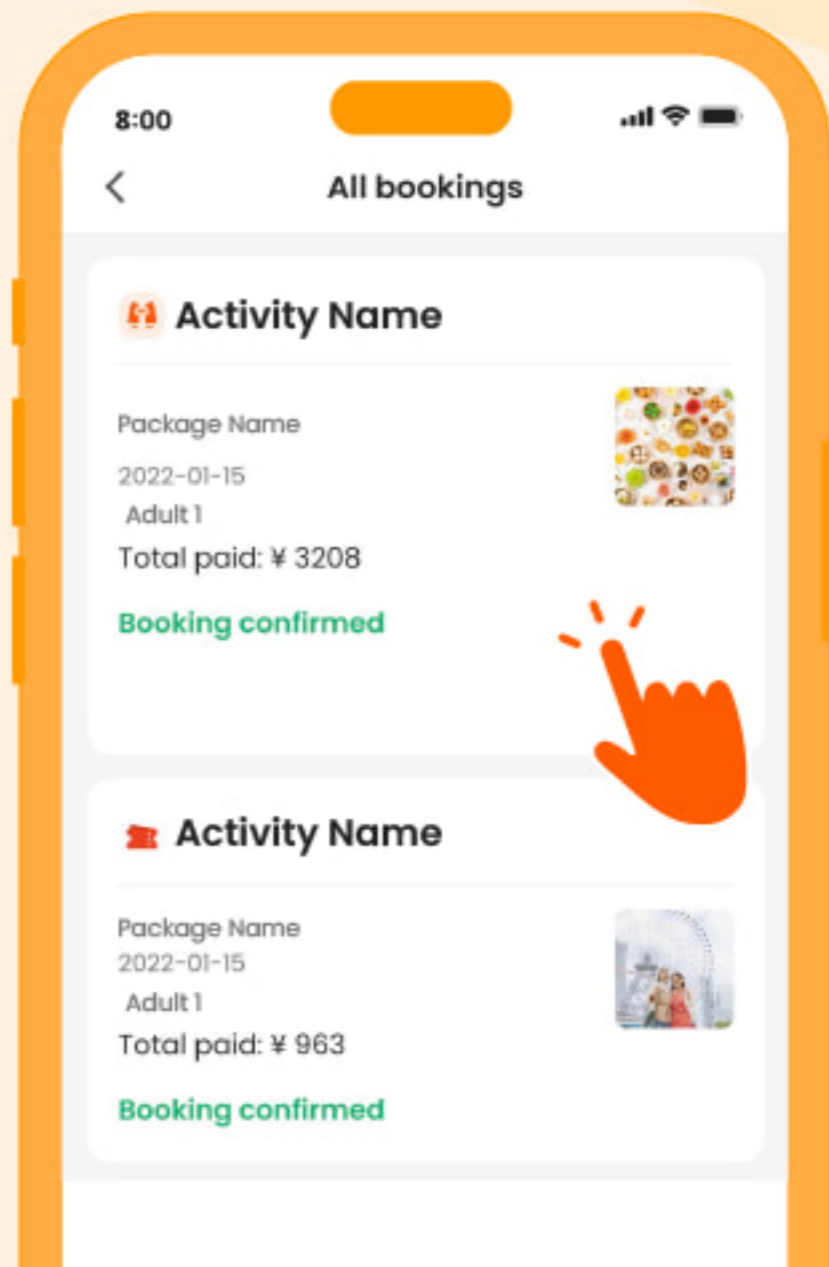 8:00
All bookings
Activity Name
Package Name
2022-01-15
Adult 1
Total paid: ¥ 3208
Booking confirmed
Activity Name
Package Name
2022-01-15
Adult 1
Total paid: ¥ 963
Booking confirmed